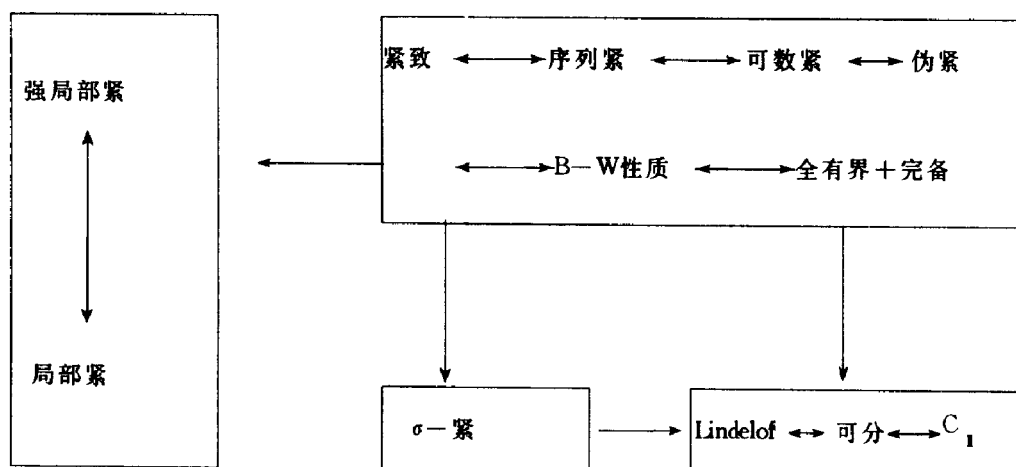 紧致 序列紧 可数紧 伪紧
强局部紧
B－W性质 全有界＋完备
局部紧
σ－紧 Lindelof 可分 C₁